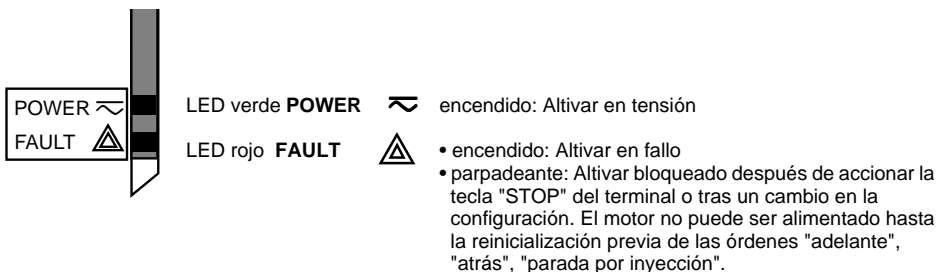 POWER
FAULT
LED verde POWER encendido: Altivar en tensión
LED rojo FAULT • encendido: Altivar en fallo
• parpadeante: Altivar bloqueado después de accionar la
tecla "STOP" del terminal o tras un cambio en la
configuración. El motor no puede ser alimentado hasta
la reinicialización previa de las órdenes "adelante",
"atrás", "parada por inyección".